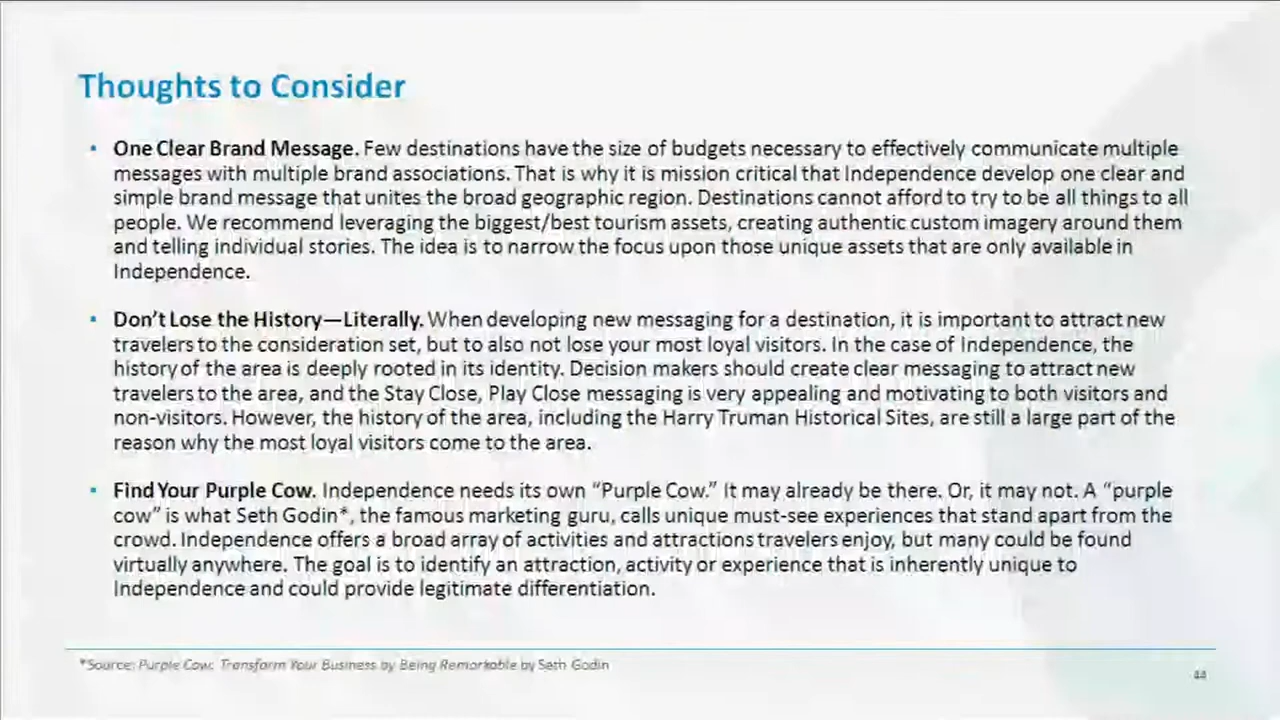 Thoughts to Consider
• One Clear Brand Message. Few destinations have the size of budgets necessary to effectively communicate multiple
messages with multiple brand associations. That is why it is mission critical that Independence develop one clear and
simple brand message that unites the broad geographic region. Destinations cannot afford to try to be all things to all
people. We recommend leveraging the biggest/best tourism assets, creating authentic custom imagery around them
and telling individual stories. The idea is to narrow the focus upon those unique assets that are only available in
Independence.
• Don't Lose the History—Literally. When developing new messaging for a destination, it is important to attract new
travelers to the consideration set, but to also not lose your most loyal visitors. In the case of Independence, the
history of the area is deeply rooted in its identity. Decision makers should create clear messaging to attract new
travelers to the area, and the Stay Close, Play Close messaging is very appealing and motivating to both visitors and
non-visitors. However, the history of the area, including the Harry Truman Historical Sites, are still a large part of the
reason why the most loyal visitors come to the area.
• Find Your Purple Cow. Independence needs its own “Purple Cow.” It may already be there. Or, it may not. A “purple
cow” is what Seth Godin*, the famous marketing guru, calls unique must-see experiences that stand apart from the
crowd. Independence offers a broad array of activities and attractions travelers enjoy, but many could be found
virtually anywhere. The goal is to identify an attraction, activity or experience that is inherently unique to
Independence and could provide legitimate differentiation.
*Source: Purple Cow: Transform Your Business by Being Remarkable by Seth Godin
44